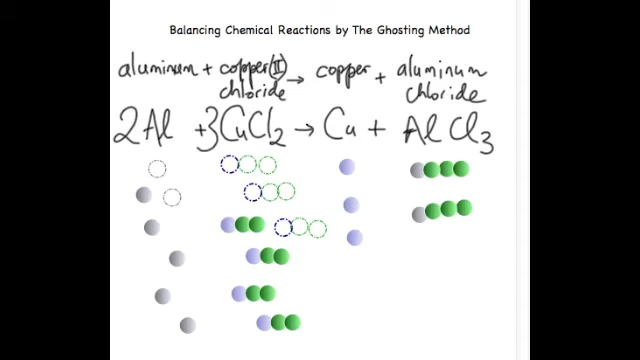 Balancing Chemical Reactions by The Ghosting Method
aluminum + copper(II) → copper + aluminum
chloride chloride
2Al + 3CuCl2 → Cu + AlCl3